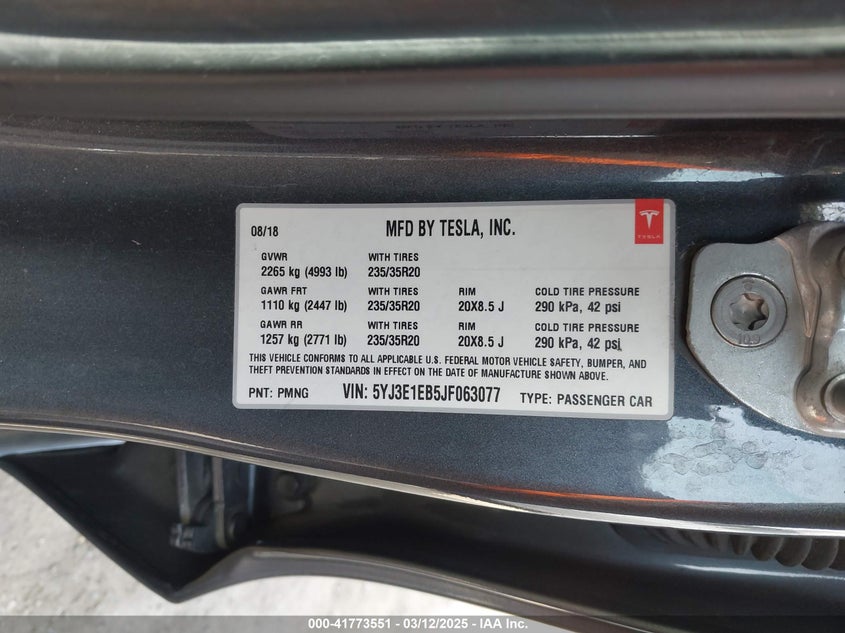 08/18 MFD BY TESLA, INC.
TESLA
GVWR WITH TIRES
2265 kg (4993 lb) 235/35R20
GAWR FRT WITH TIRES RIM COLD TIRE PRESSURE
1110 kg (2447 lb) 235/35R20 20X8.5 J 290 kPa, 42 psi
GAWR RR WITH TIRES RIM COLD TIRE PRESSURE
1257 kg (2771 lb) 235/35R20 20X8.5 J 290 kPa, 42 psi
THIS VEHICLE CONFORMS TO ALL APPLICABLE U.S. FEDERAL MOTOR VEHICLE SAFETY, BUMPER, AND
THEFT PREVENTION STANDARDS IN EFFECT ON THE DATE OF MANUFACTURE SHOWN ABOVE.
PNT: PMNG VIN: 5YJ3E1EB5JF063077 TYPE: PASSENGER CAR
10.9
000-41773551 - 03/12/2025 - IAA Inc.